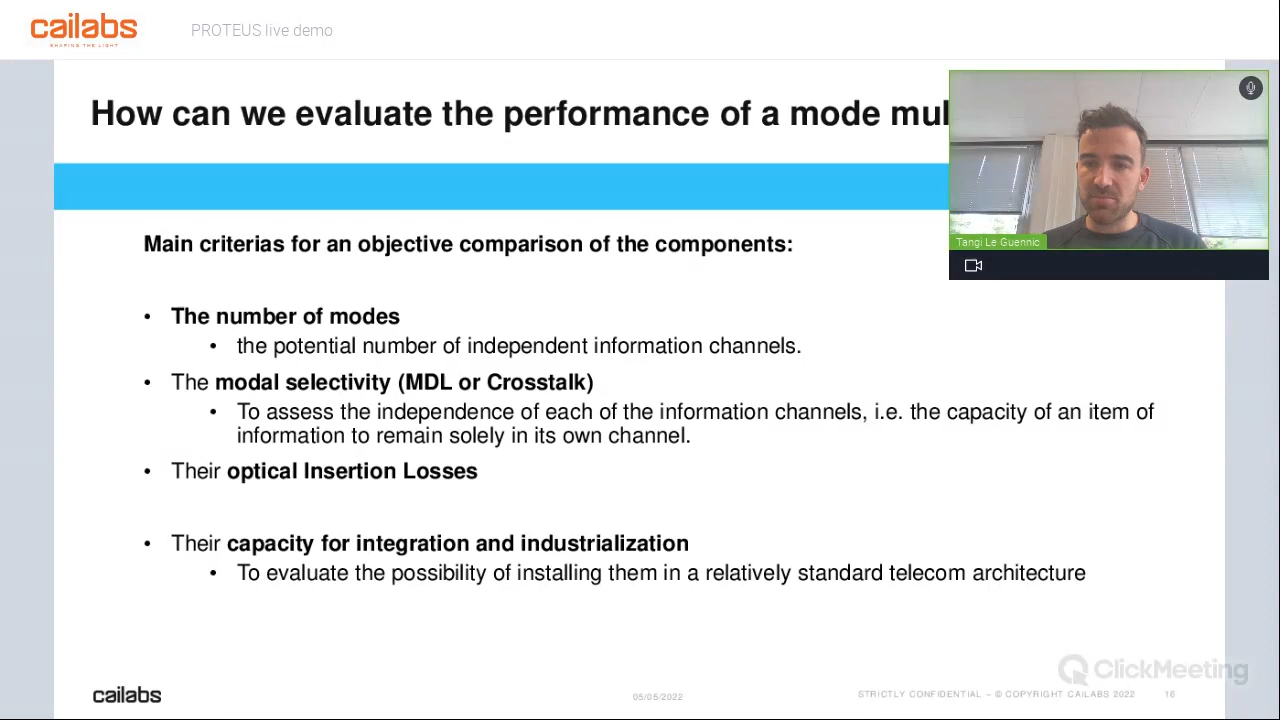 cailabs
SHAPING THE LIGHT
PROTEUS live demo
How can we evaluate the performance of a mode mul
Tangi Le Guennic
Main criterias for an objective comparison of the components:
• The number of modes
• the potential number of independent information channels.
• The modal selectivity (MDL or Crosstalk)
• To assess the independence of each of the information channels, i.e. the capacity of an item of
information to remain solely in its own channel.
• Their optical Insertion Losses
• Their capacity for integration and industrialization
• To evaluate the possibility of installing them in a relatively standard telecom architecture
ClickMeeting
cailabs
05/05/2022
STRICTLY CONFIDENTIAL – © COPYRIGHT CAILABS 2022
16